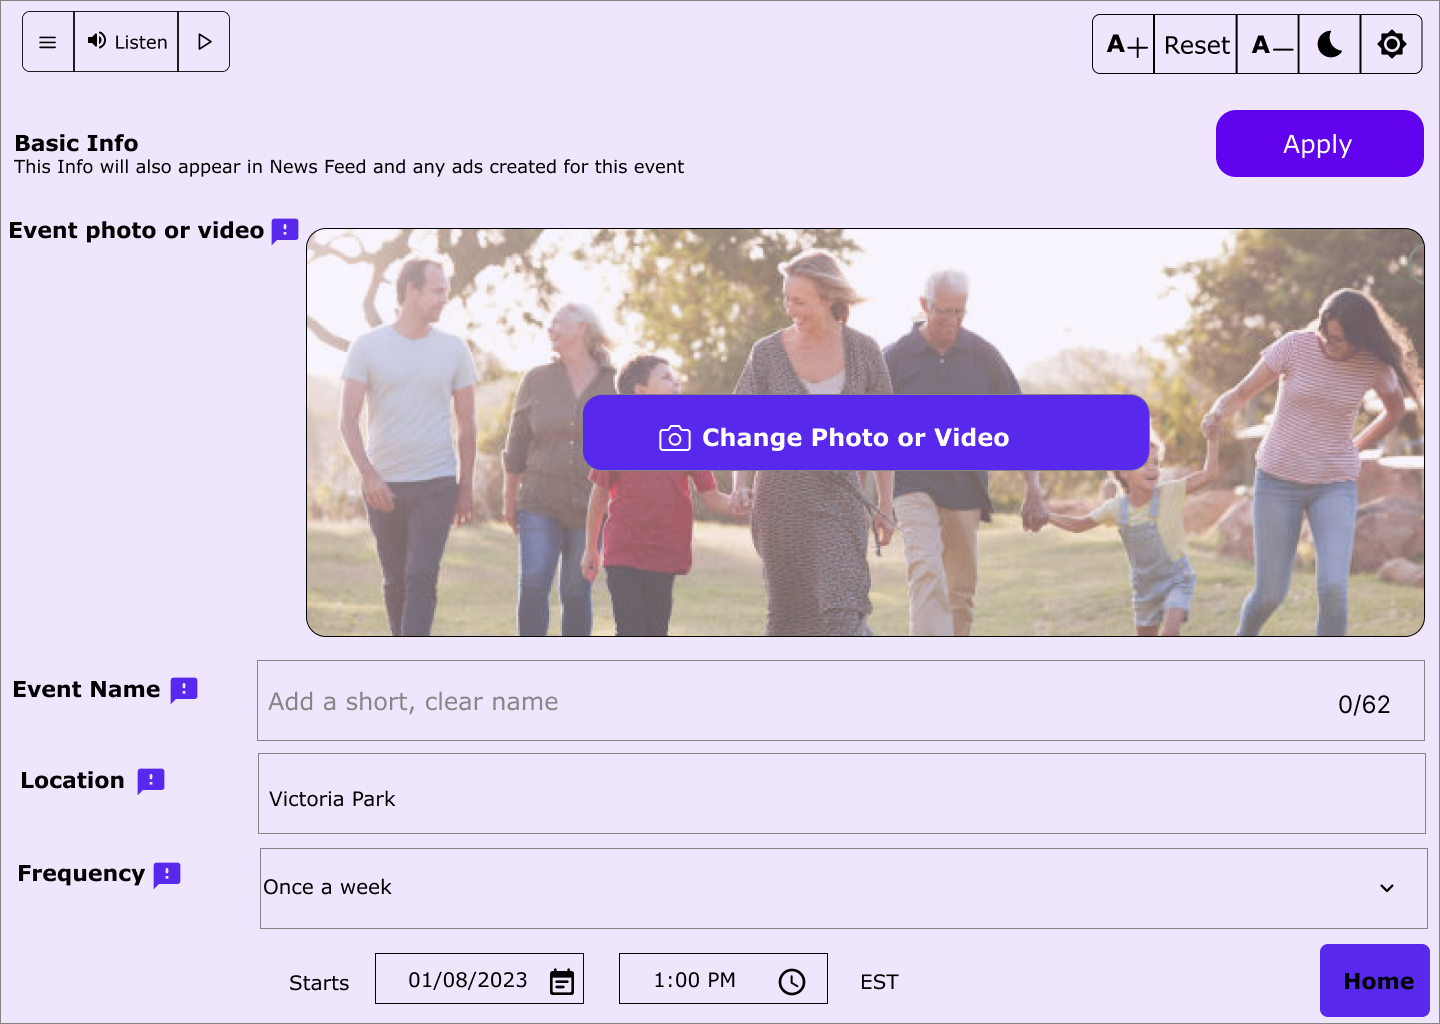 Listen
A+ Reset A-
Basic Info
This Info will also appear in News Feed and any ads created for this event
Apply
Event photo or video
Change Photo or Video
Event Name
Add a short, clear name
0/62
Location
Victoria Park
Frequency
Once a week
Starts 01/08/2023 1:00 PM EST
Home